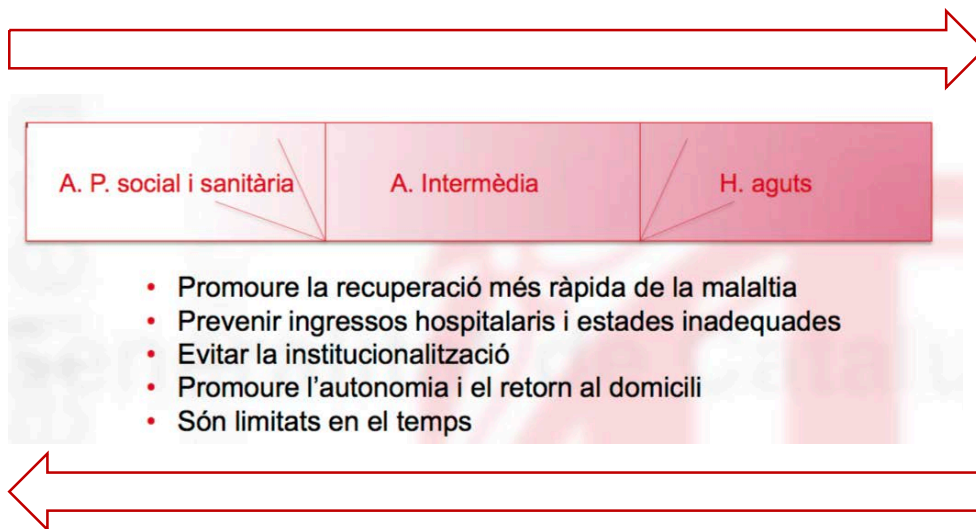 A. P. social i sanitària
A. Intermèdia
H. aguts
• Promoure la recuperació més ràpida de la malaltia
• Prevenir ingressos hospitalaris i estades inadequades
• Evitar la institucionalització
• Promoure l'autonomia i el retorn al domicili
• Són limitats en el temps